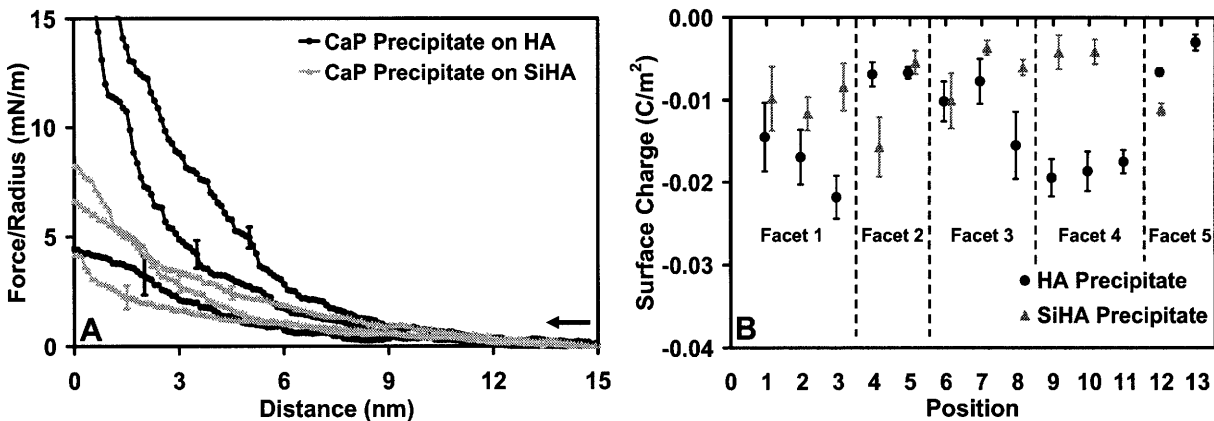 15
10
5
0
Force/Radius (mN/m)
CaP Precipitate on HA
CaP Precipitate on SiHA
A
0 3 6 9 12 15
Distance (nm)
0.00
-0.01
-0.02
-0.03
-0.04
Surface Charge (C/m²)
Facet 1 Facet 2 Facet 3 Facet 4 Facet 5
HA Precipitate
SiHA Precipitate
B
0 1 2 3 4 5 6 7 8 9 10 11 12 13
Position